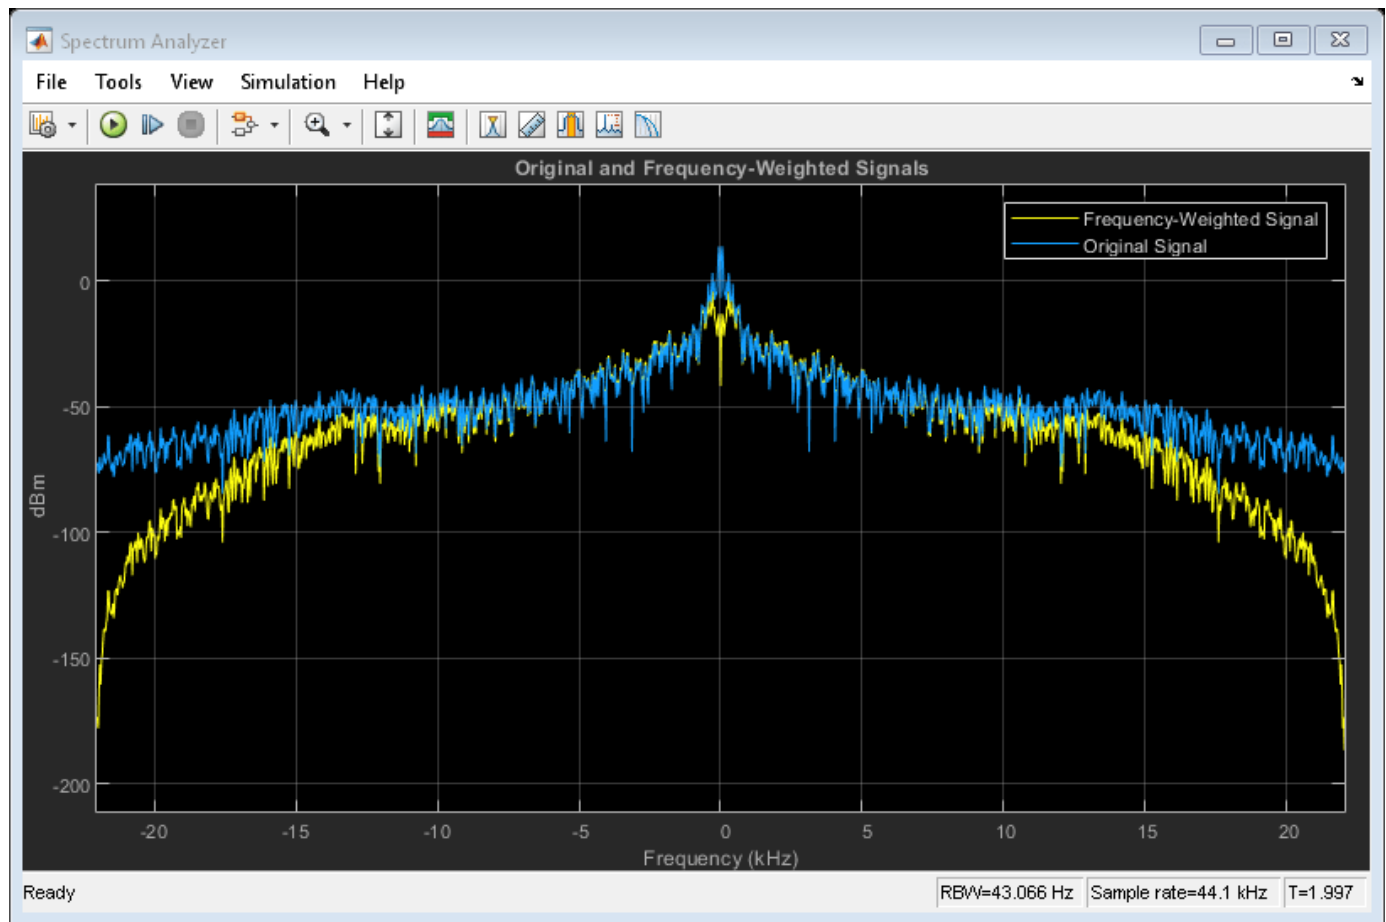 Spectrum Analyzer
File Tools View Simulation Help
Original and Frequency-Weighted Signals
Frequency-Weighted Signal
Original Signal
0
-50
-100
-150
-200
dBm
-20 -15 -10 -5 0 5 10 15 20
Frequency (kHz)
Ready RBW=43.066 Hz Sample rate=44.1 kHz T=1.997